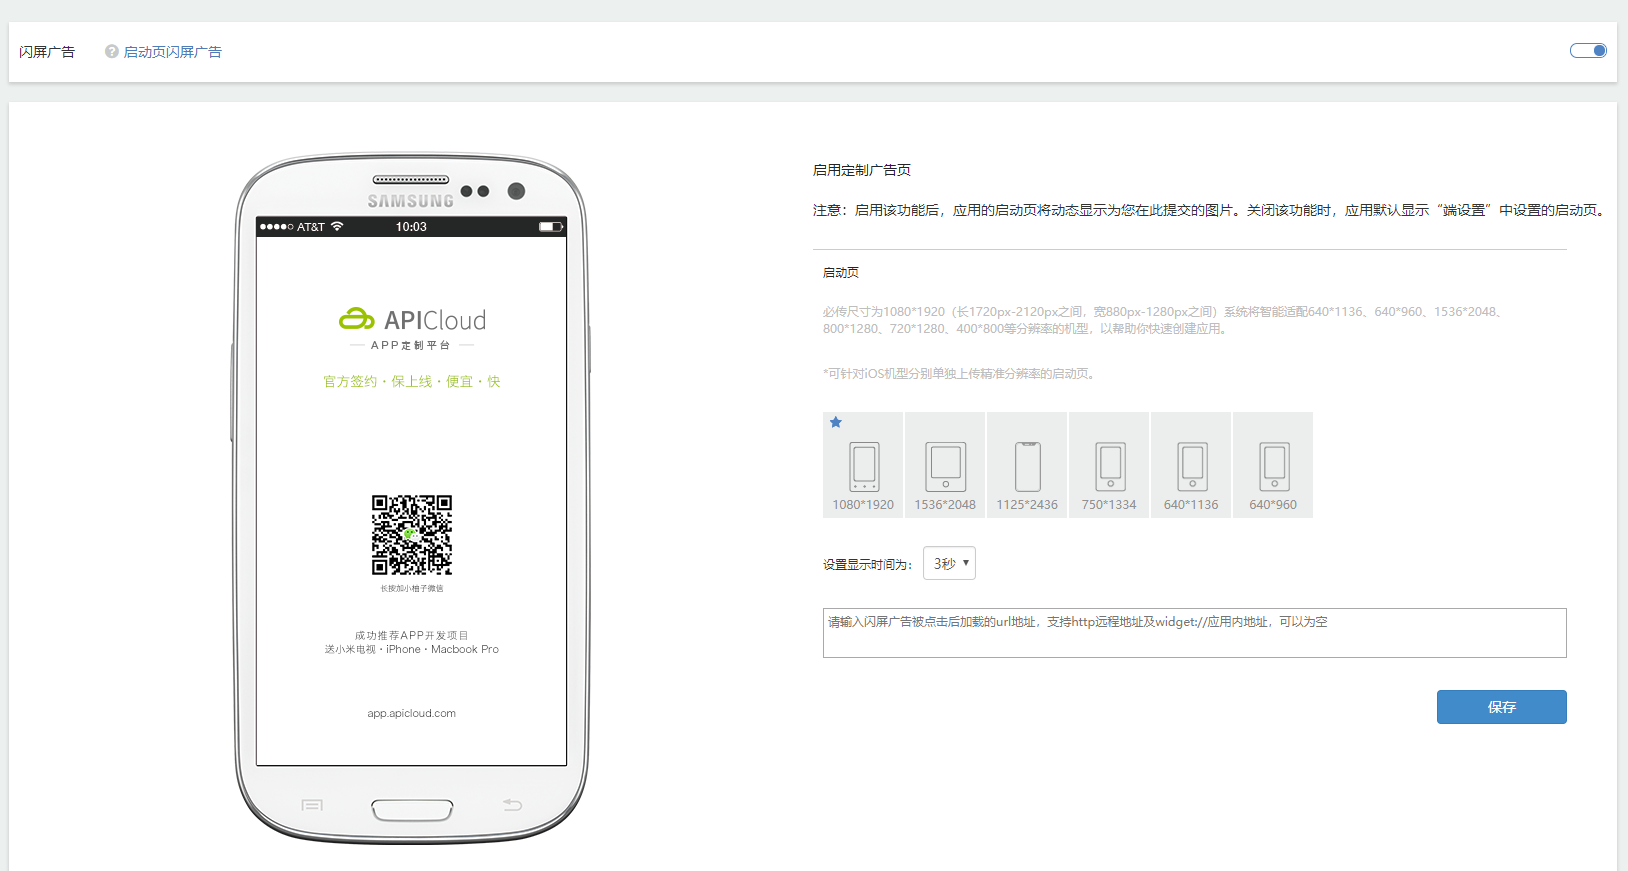 闪屏广告
启动页闪屏广告
SAMSUNG
AT&T
10:03
APICloud
APP定制平台
官方签约·保上线·便宜·快
长按加小柚子微信
成功推荐APP开发项目
送小米电视·iPhone·Macbook Pro
app.apicloud.com
启用定制广告页
注意：启用该功能后，应用的启动页将动态显示为您在此提交的图片。关闭该功能时，应用默认显示“端设置”中设置的启动页。
启动页
必传尺寸为1080*1920（长1720px-2120px之间，宽880px-1280px之间）系统将智能适配640*1136、640*960、1536*2048、
800*1280、720*1280、400*800等分辨率的机型，以帮助你快速创建应用。
*可针对iOS机型分别单独上传精准分辨率的启动页。
1080*1920
1536*2048
1125*2436
750*1334
640*1136
640*960
设置显示时间为：
3秒
请输入闪屏广告被点击后加载的url地址，支持http远程地址及widget://应用内地址，可以为空
保存